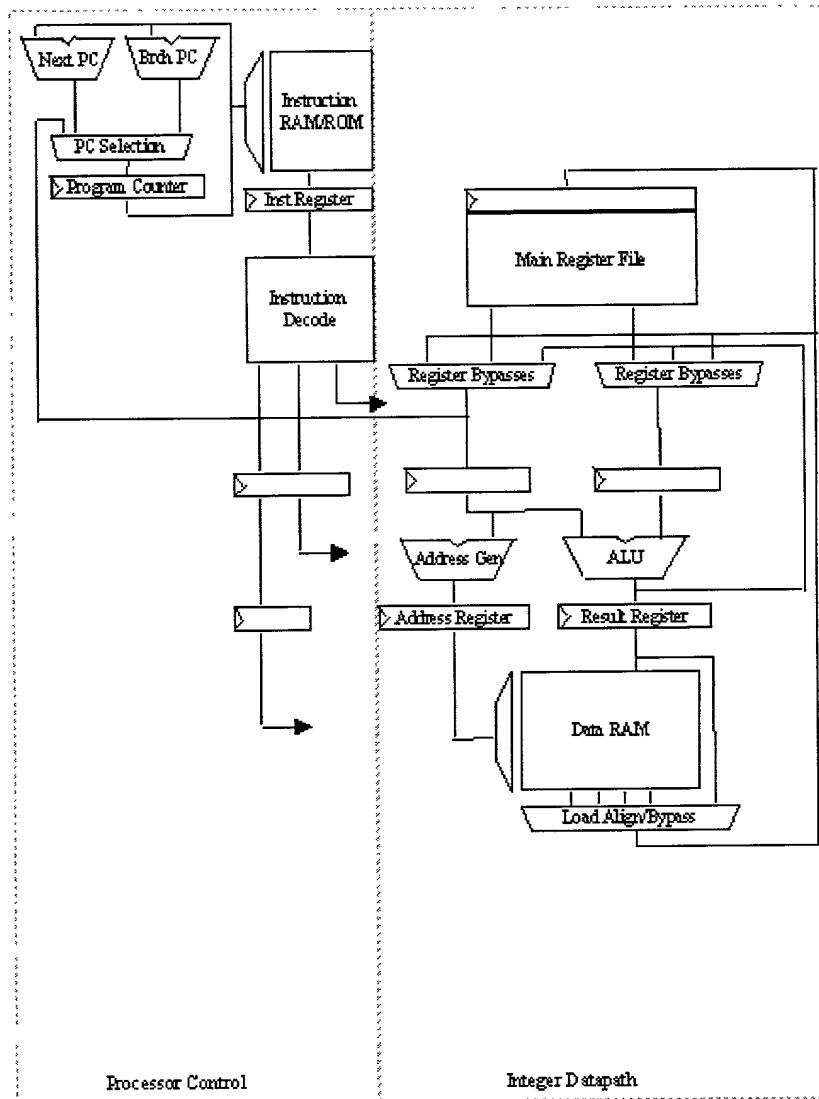 Next PC
Brch PC
Instruction
RAM/ROM
PC Selection
Program Counter
Inst Register
Main Register File
Instruction
Decode
Register Bypasses
Register Bypasses
Address Gen
ALU
Address Register
Result Register
Data RAM
Load Align/Bypass
Processor Control
Integer Datapath